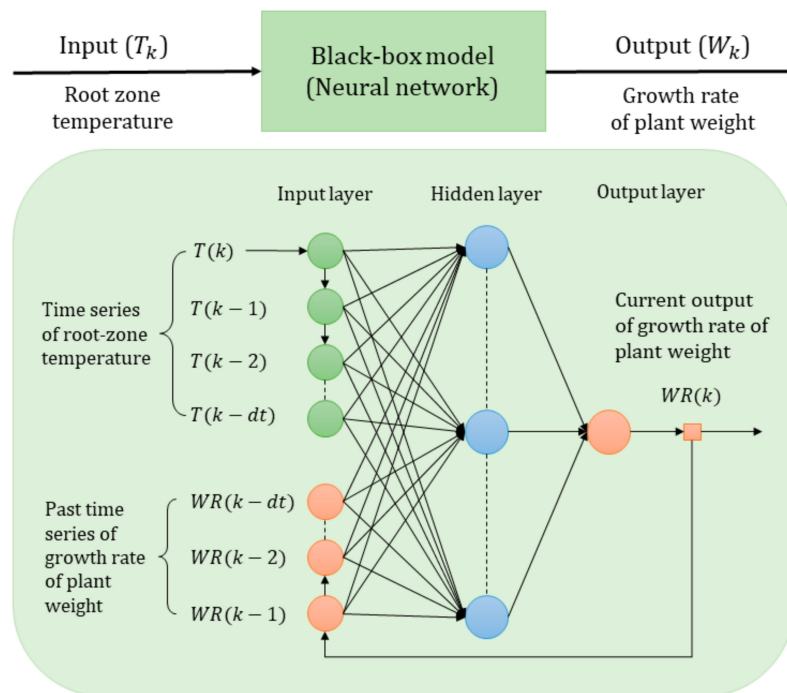 Input (T_k)
Root zone
temperature
Black-box model
(Neural network)
Output (W_k)
Growth rate
of plant weight
Input layer
Hidden layer
Output layer
Time series
of root-zone
temperature
T(k)
T(k − 1)
T(k − 2)
T(k − dt)
Past time
series of
growth rate
of plant
weight
WR(k − dt)
WR(k − 2)
WR(k − 1)
Current output
of growth rate of
plant weight
WR(k)